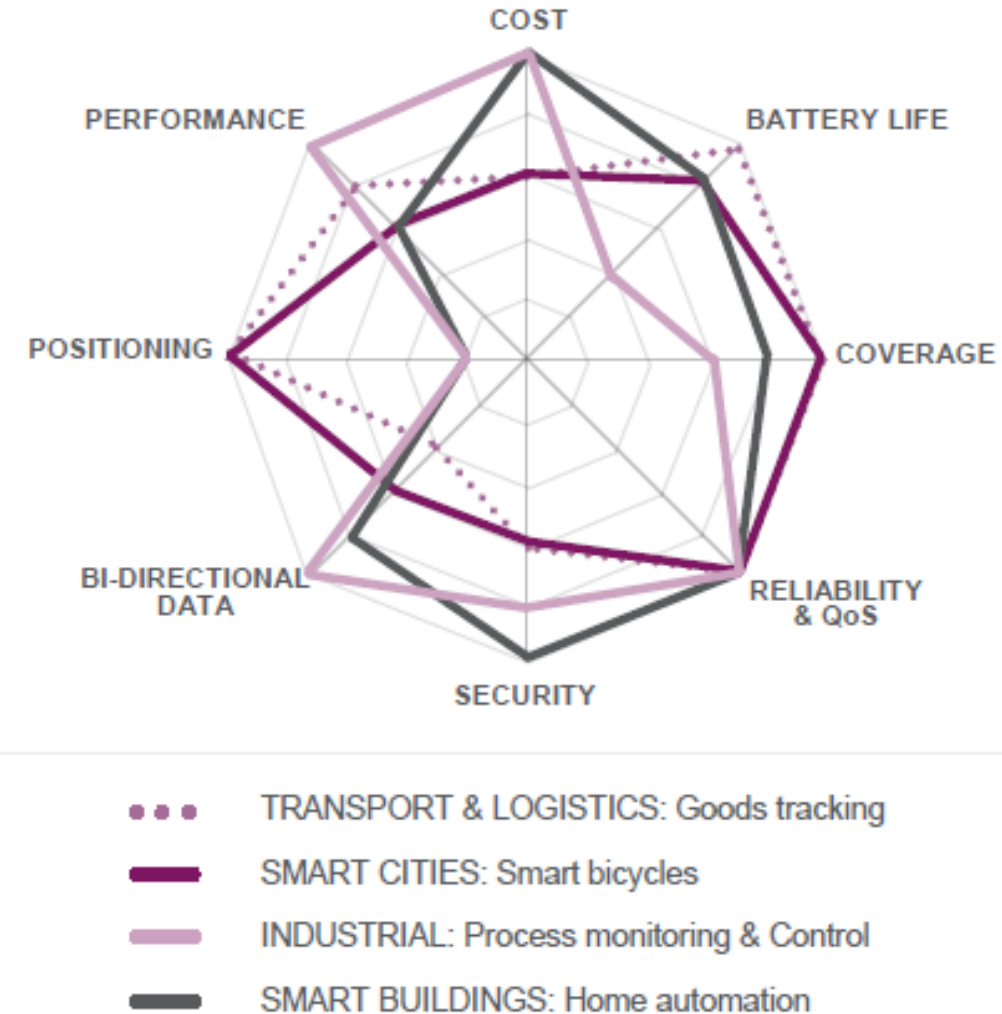 COST
PERFORMANCE
BATTERY LIFE
POSITIONING
COVERAGE
BI-DIRECTIONAL
DATA
RELIABILITY
& QoS
SECURITY
TRANSPORT & LOGISTICS: Goods tracking
SMART CITIES: Smart bicycles
INDUSTRIAL: Process monitoring & Control
SMART BUILDINGS: Home automation